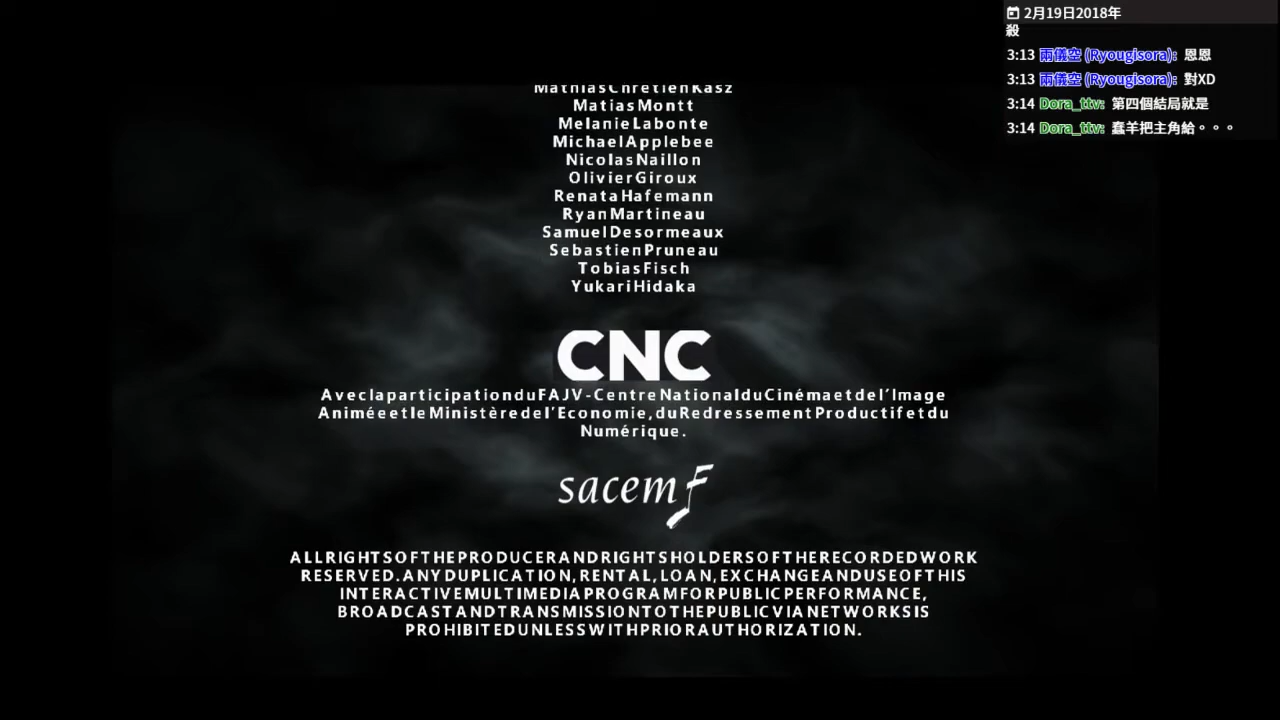 2月19日2018年
殺
3:13 兩儀空 (Ryougisora): 恩恩
3:13 兩儀空 (Ryougisora): 對XD
3:14 Dora_ttv: 第四個結局就是
3:14 Dora_ttv: 蠢羊把主角給。。。
MathiasChretienKasz
MatiasMontt
MelanieLabonte
MichaelApplebee
NicolasNaillon
OlivierGiroux
RenataHafemann
RyanMartineau
SamuelDesormeaux
SebastienPruneau
TobiasFisch
YukariHidaka
CNC
AveclaparticipationduFAJV-CentreNationalduCinémaetdel’Image
AniméeetleMinistèredel’Economie,duRedressementProductifetdu
Numérique.
sacem
ALLRIGHTSOFTHEPRODUCERANDRIGHTSHOLDERSOFTHERECORDEDWORK
RESERVED.ANYDUPLICATION,RENTAL,LOAN,EXCHANGEANDUSEOFTHIS
INTERACTIVEMULTIMEDIAPROGRAMFORPUBLICPERFORMANCE,
BROADCASTANDTRANSMISSIONTOTHEPUBLICVIANETWORKSIS
PROHIBITEDUNLESSWITHPRIORAUTHORIZATION.